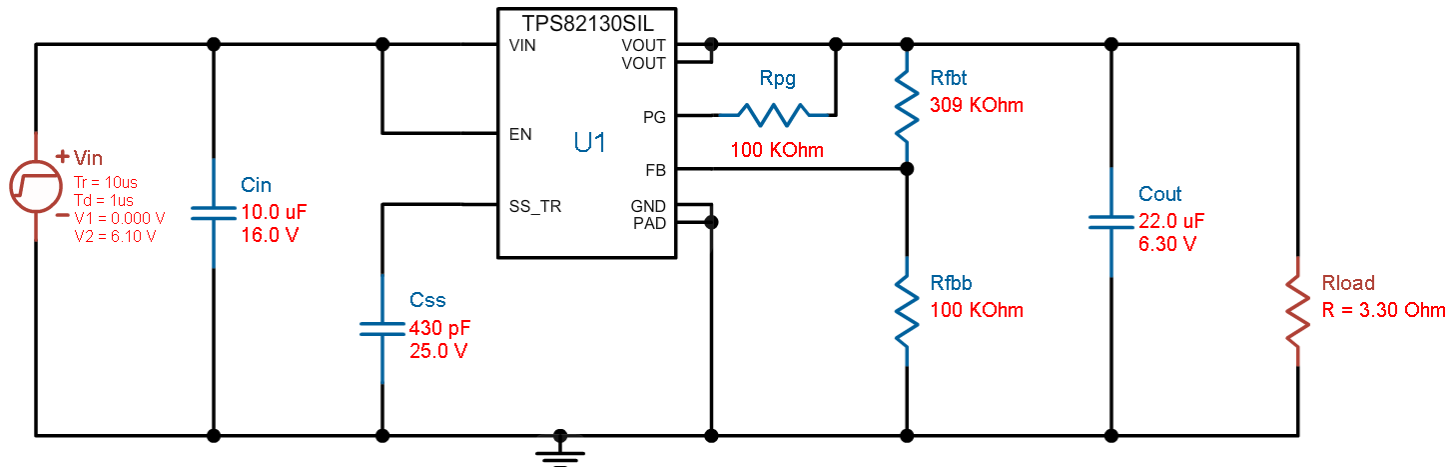 TPS82130SIL
VIN
VOUT
VOUT
PG
EN
U1
FB
SS_TR
GND
PAD
+ Vin
Tr = 10us
Td = 1us
V1 = 0.000 V
V2 = 6.10 V
Cin
10.0 uF
16.0 V
Css
430 pF
25.0 V
Rpg
100 KOhm
Rfbt
309 KOhm
Rfbb
100 KOhm
Cout
22.0 uF
6.30 V
Rload
R = 3.30 Ohm